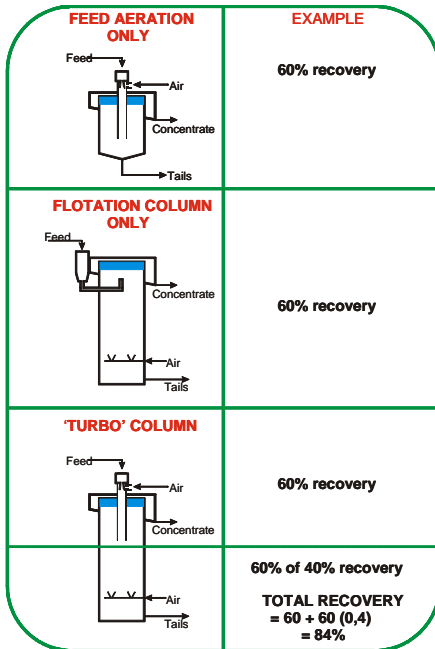 FEED AERATION
ONLY
EXAMPLE
Feed
Air
60% recovery
Concentrate
Tails
FLOTATION COLUMN
ONLY
Feed
Concentrate
60% recovery
Air
Tails
'TURBO' COLUMN
Feed
Air
60% recovery
Concentrate
60% of 40% recovery
Air
TOTAL RECOVERY
= 60 + 60 (0,4)
Tails
= 84%